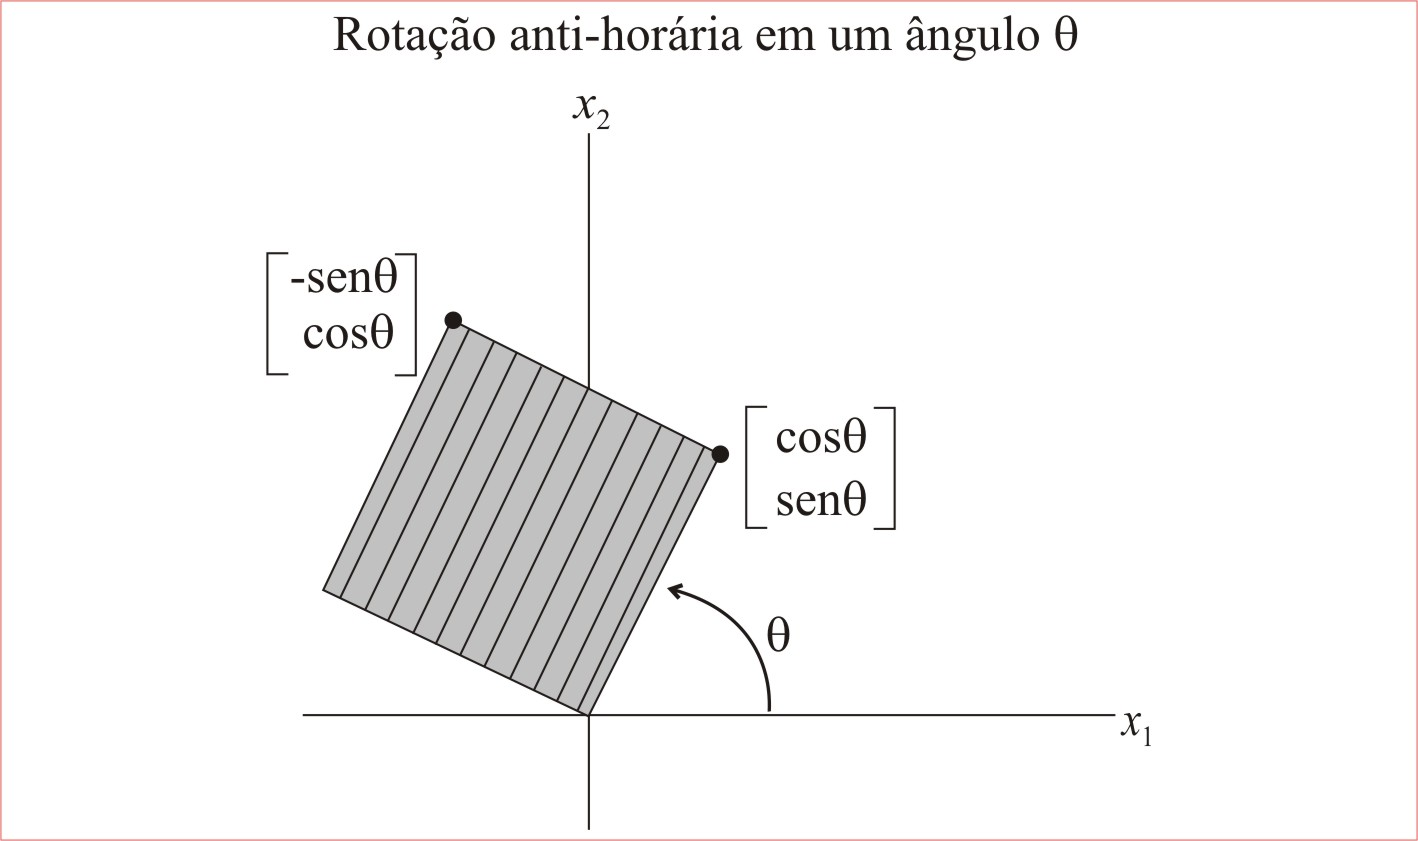 Rotação anti-horária em um ângulo θ
x₂
-senθ
cosθ
cosθ
senθ
θ
x₁